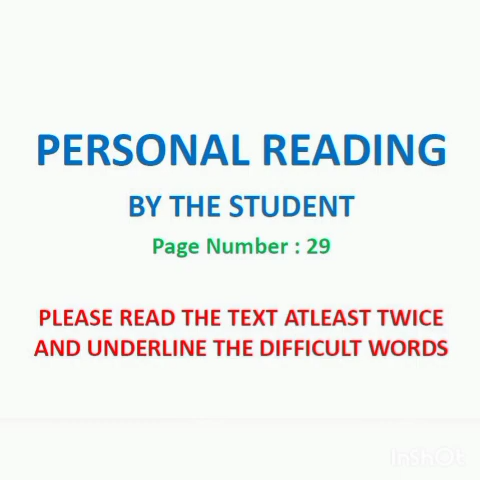 PERSONAL READING
BY THE STUDENT
Page Number : 29
PLEASE READ THE TEXT ATLEAST TWICE
AND UNDERLINE THE DIFFICULT WORDS
InShOt